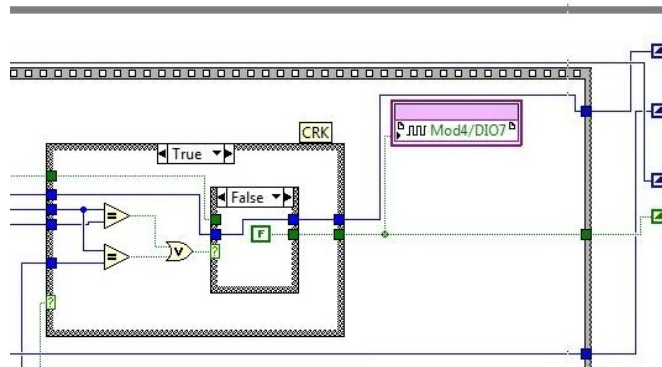 CRK
True
Mod4/DIO7
False
F
=
=
V
?
?